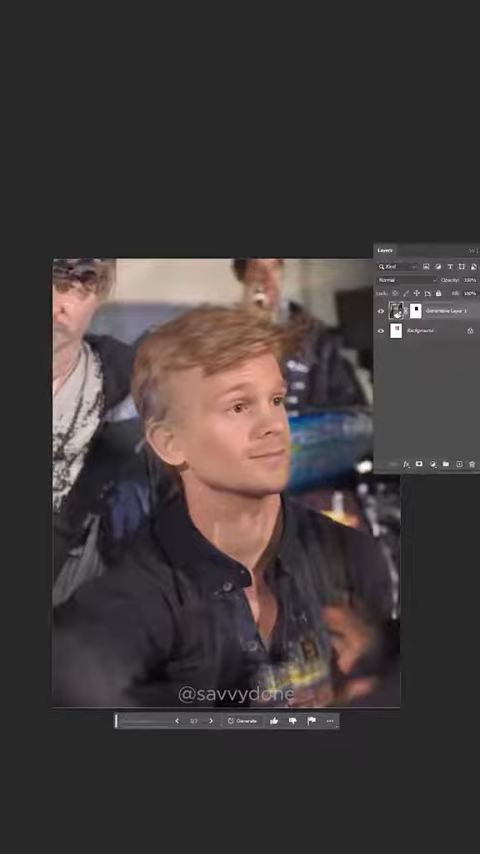 Layers
Kind
Normal
Opacity: 100%
Lock:
Fill: 100%
Generative Layer 1
Background
@savvydone
Generate